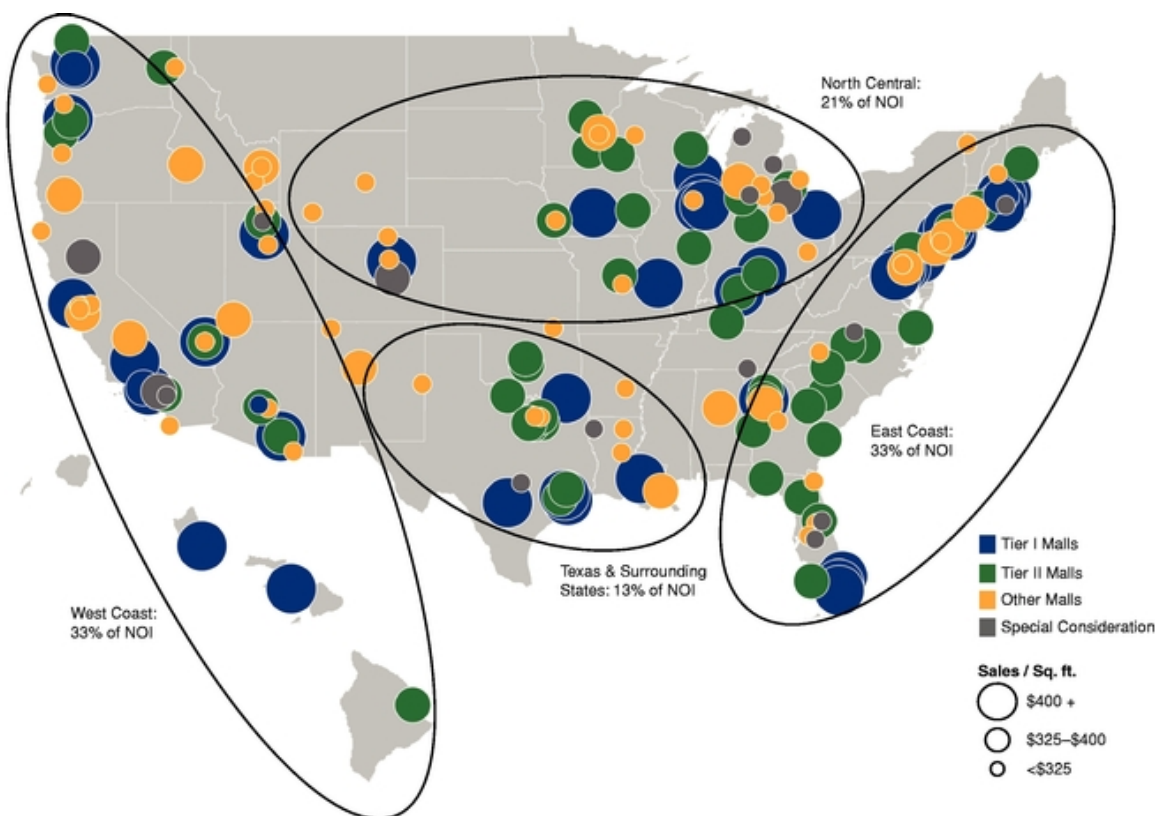 North Central:
21% of NOI
East Coast:
33% of NOI
Texas & Surrounding
States: 13% of NOI
West Coast:
33% of NOI
Tier I Malls
Tier II Malls
Other Malls
Special Consideration
Sales / Sq. ft.
$400 +
$325–$400
<$325